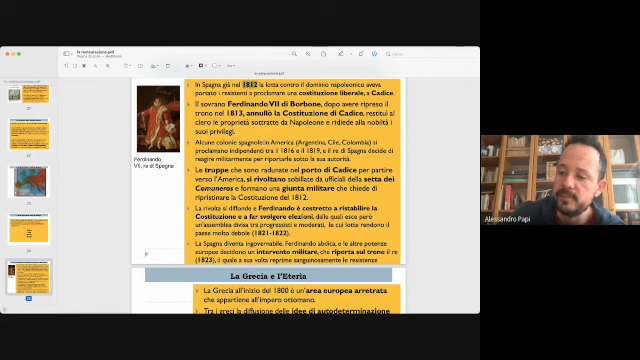 la restaurazione.pdf
In Spagna già nel 1812 la lotta contro il dominio napoleonico aveva
portato i resistenti a proclamare una costituzione liberale, a Cadice.
Il sovrano Ferdinando VII di Borbone, dopo avere ripreso il
trono nel 1813, annullò la Costituzione di Cadice, restituì al
clero le proprietà sottratte da Napoleone e ridiede alla nobiltà i
suoi privilegi.
Alcune colonie spagnole in America (Argentina, Cile, Colombia) si
proclamano indipendenti tra il 1816 e il 1819, e il re di Spagna decide di
reagire militarmente per riportarle sotto la sua autorità.
Le truppe che sono radunate nel porto di Cadice per partire
verso l'America, si rivoltano sobillate da ufficiali della setta dei
Comuneros e formano una giunta militare che chiede di
ripristinare la Costituzione del 1812.
La rivolta si diffonde e Ferdinando è costretto a ristabilire la
Costituzione e a far svolgere elezioni, dalle quali esce però
un'assemblea divisa tra progressisti e moderati, le cui lotte rendono il
paese molto debole (1821-1822).
La Spagna diventa ingovernabile, Ferdinando abdica, e le altre potenze
europee decidono un intervento militare, che riporta sul trono il re
(1823), il quale a sua volta reprime sanguinosamente le resistenze
Ferdinando
VII, re di Spagna
La Grecia e l'Eteria
La Grecia all'inizio del 1800 è un'area europea arretrata
che appartiene all'impero ottomano.
Tra i greci la diffusione delle idee di autodeterminazione
Alessandro Papi